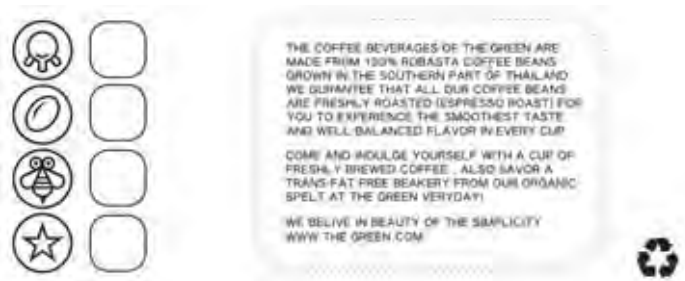 THE COFFEE BEVERAGES OF THE GREEN ARE
MADE FROM 100% ROBASTA COFFEE BEANS
GROWN IN THE SOUTHERN PART OF THAILAND
WE GURANTEE THAT ALL OUR COFFEE BEANS
ARE FRESHLY ROASTED (ESPRESSO ROAST) FOR
YOU TO EXPERIENCE THE SMOOTHEST TASTE
AND WELL BALANCED FLAVOR IN EVERY CUP
COME AND INDULGE YOURSELF WITH A CUP OF
FRESHLY BREWED COFFEE , ALSO SAVOR A
TRANS-FAT FREE BEAKERY FROM OUR ORGANIC
SPELT AT THE GREEN VERYDAY!
WE BELIVE IN BEAUTY OF THE SIMPLICITY
WWW.THE GREEN.COM